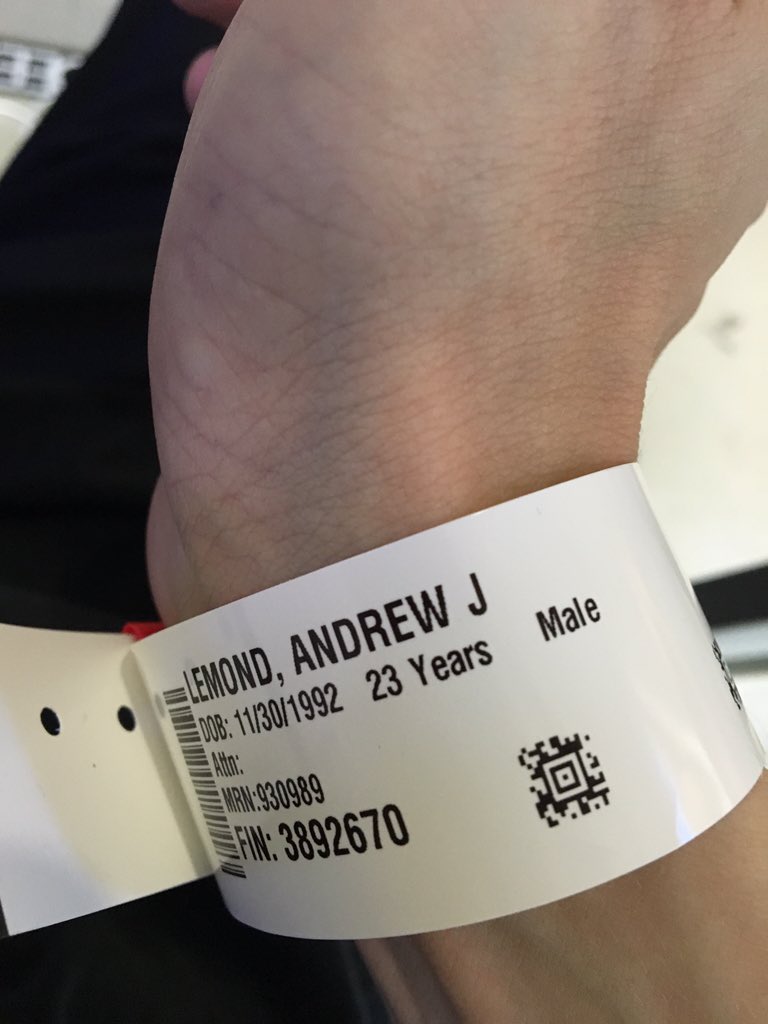 LEMOND, ANDREW J
DOB: 11/30/1992 23 Years Male
Attn:
MRN:930989
FIN: 3892670